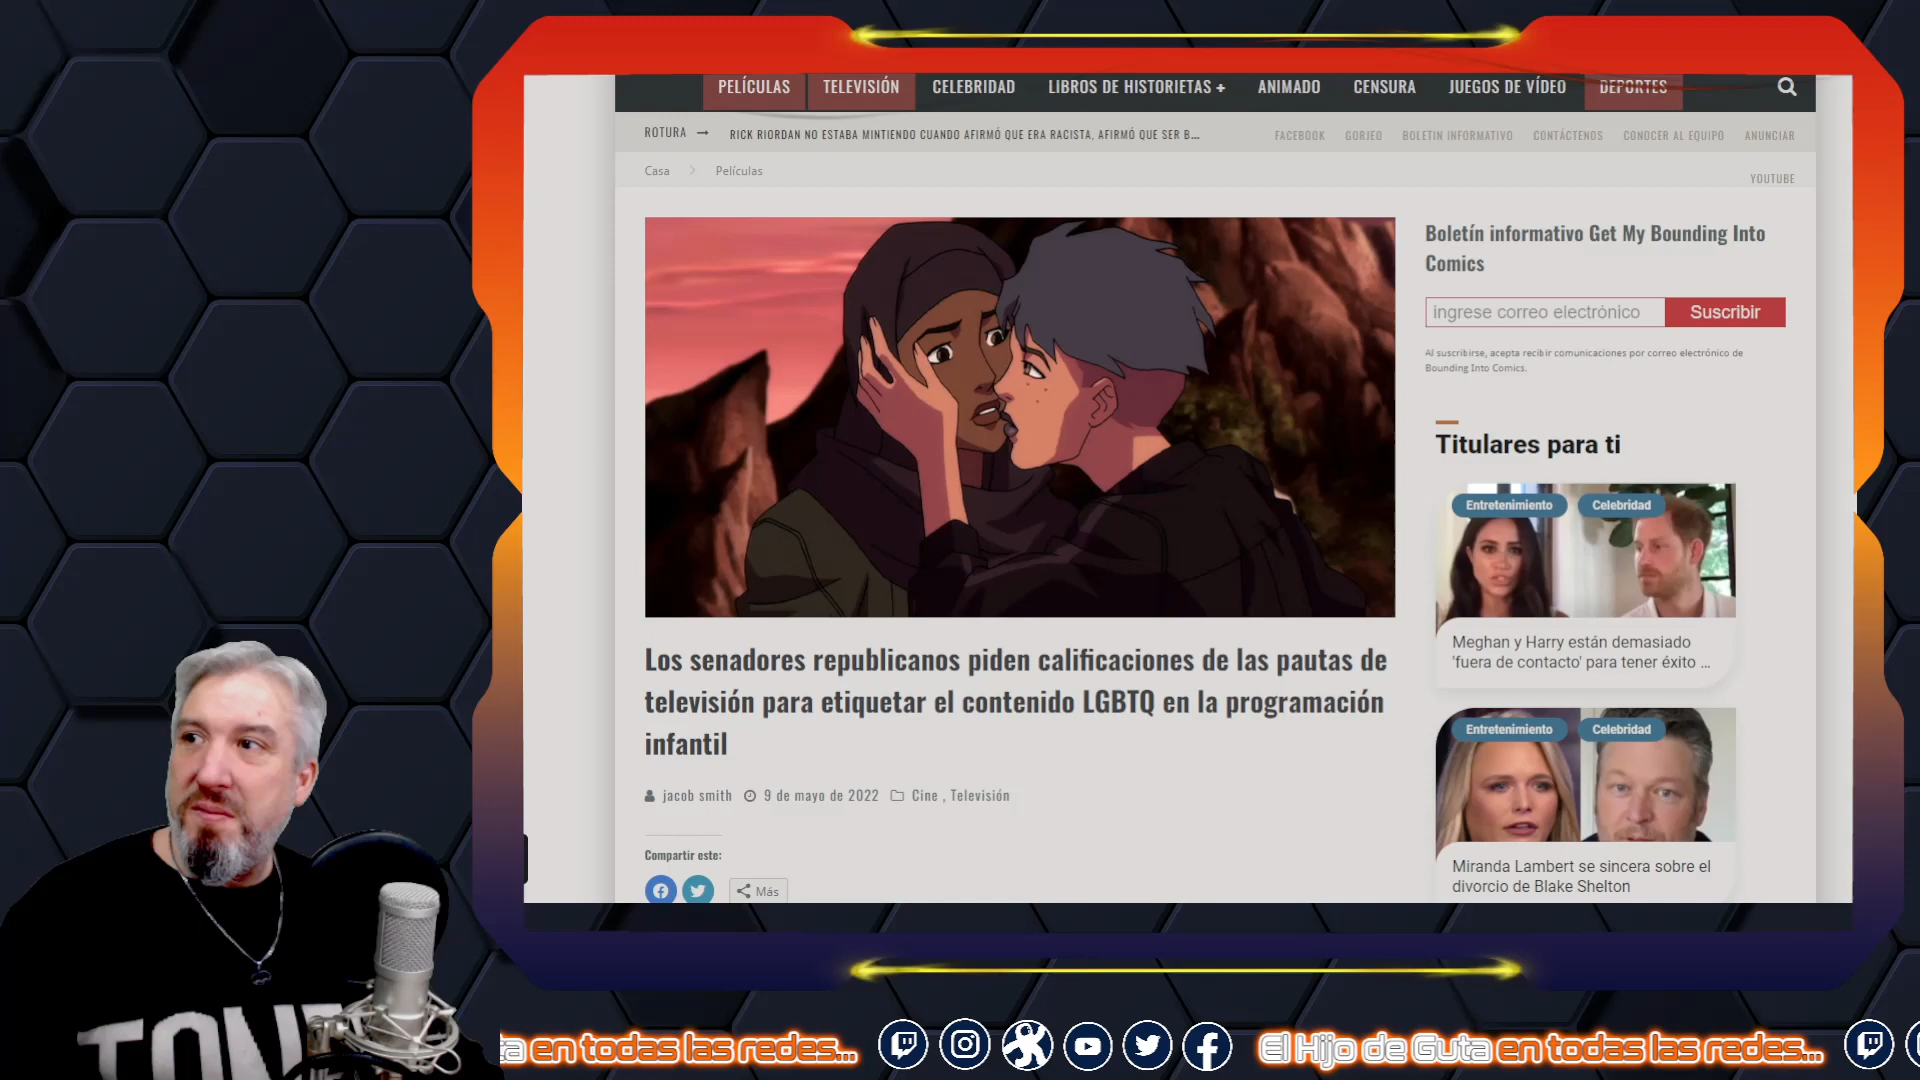 PELÍCULAS
TELEVISIÓN
CELEBRIDAD
LIBROS DE HISTORIETAS +
ANIMADO
CENSURA
JUEGOS DE VÍDEO
DEPORTES
ROTURA
RICK RIORDAN NO ESTABA MINTIENDO CUANDO AFIRMÓ QUE ERA RACISTA, AFIRMÓ QUE SER B...
FACEBOOK
GORJEO
BOLETIN INFORMATIVO
CONTÁCTENOS
CONOCER AL EQUIPO
ANUNCIAR
YOUTUBE
Casa
Películas
Boletín informativo Get My Bounding Into
Comics
ingrese correo electrónico
Suscribir
Al suscribirse, acepta recibir comunicaciones por correo electrónico de
Bounding Into Comics.
Titulares para ti
Entretenimiento
Celebridad
Meghan y Harry están demasiado
'fuera de contacto' para tener éxito ...
Entretenimiento
Celebridad
Miranda Lambert se sincera sobre el
divorcio de Blake Shelton
Los senadores republicanos piden calificaciones de las pautas de
televisión para etiquetar el contenido LGBTQ en la programación
infantil
jacob smith
9 de mayo de 2022
Cine , Televisión
Compartir este:
Más
ta en todas las redes...
El Hijo de Guta en todas las redes...